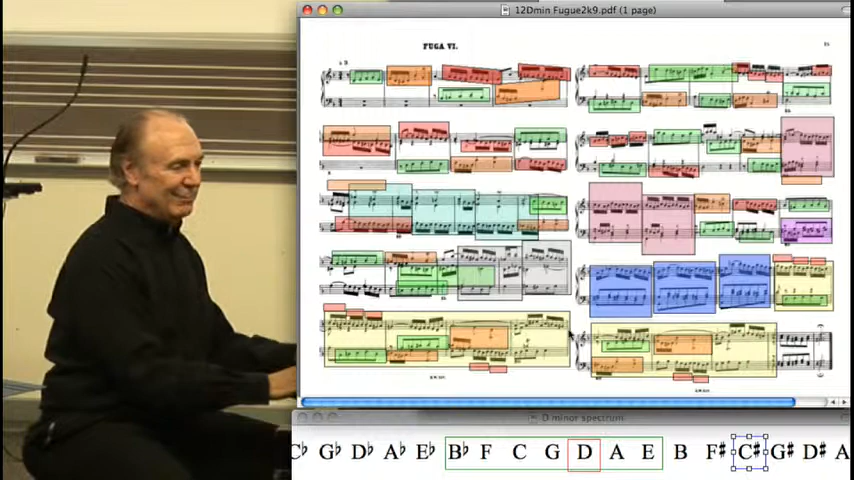 12Dmin Fugue2k9.pdf (1 page)
FUGA VI.
D minor spectrum
C♭ G♭ D♭ A♭ E♭ B♭ F C G D A E B F♯ C♯ G♯ D♯ A